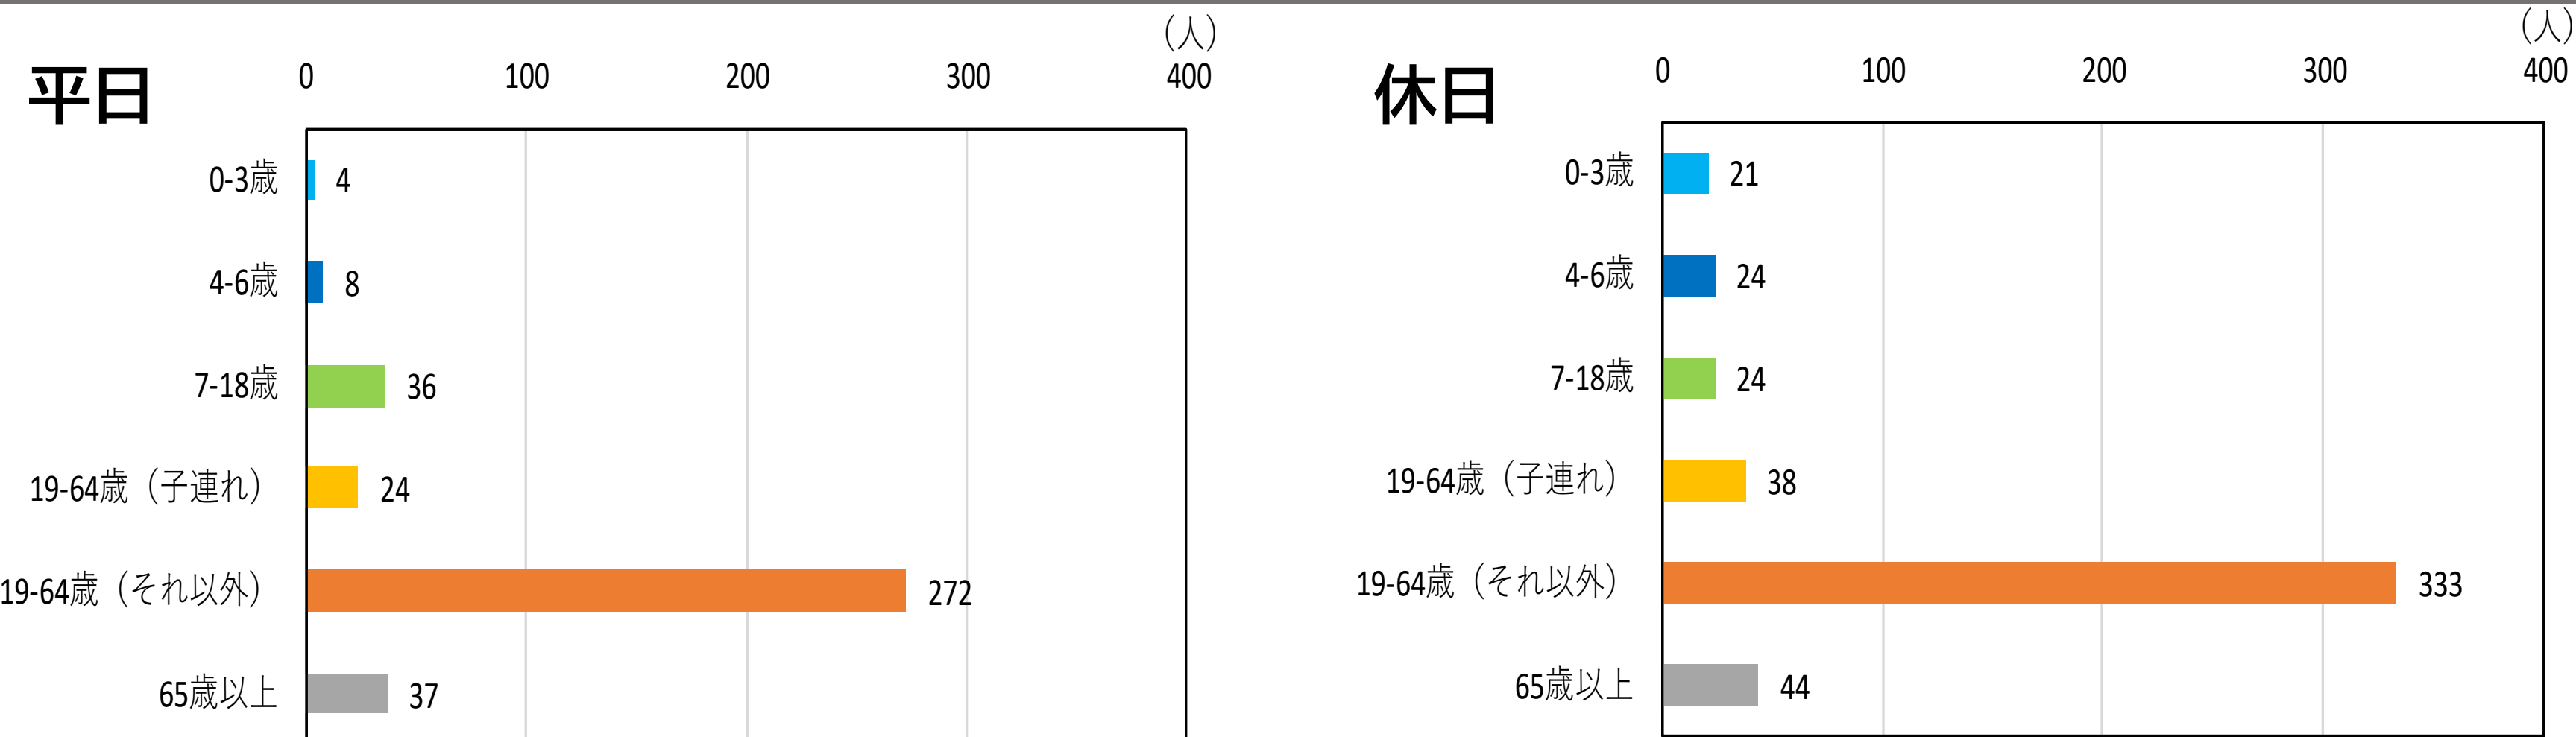 平日
（人）
0 100 200 300 400
0-3歳 4
4-6歳 8
7-18歳 36
19-64歳（子連れ） 24
19-64歳（それ以外） 272
65歳以上 37
休日
（人）
0 100 200 300 400
0-3歳 21
4-6歳 24
7-18歳 24
19-64歳（子連れ） 38
19-64歳（それ以外） 333
65歳以上 44